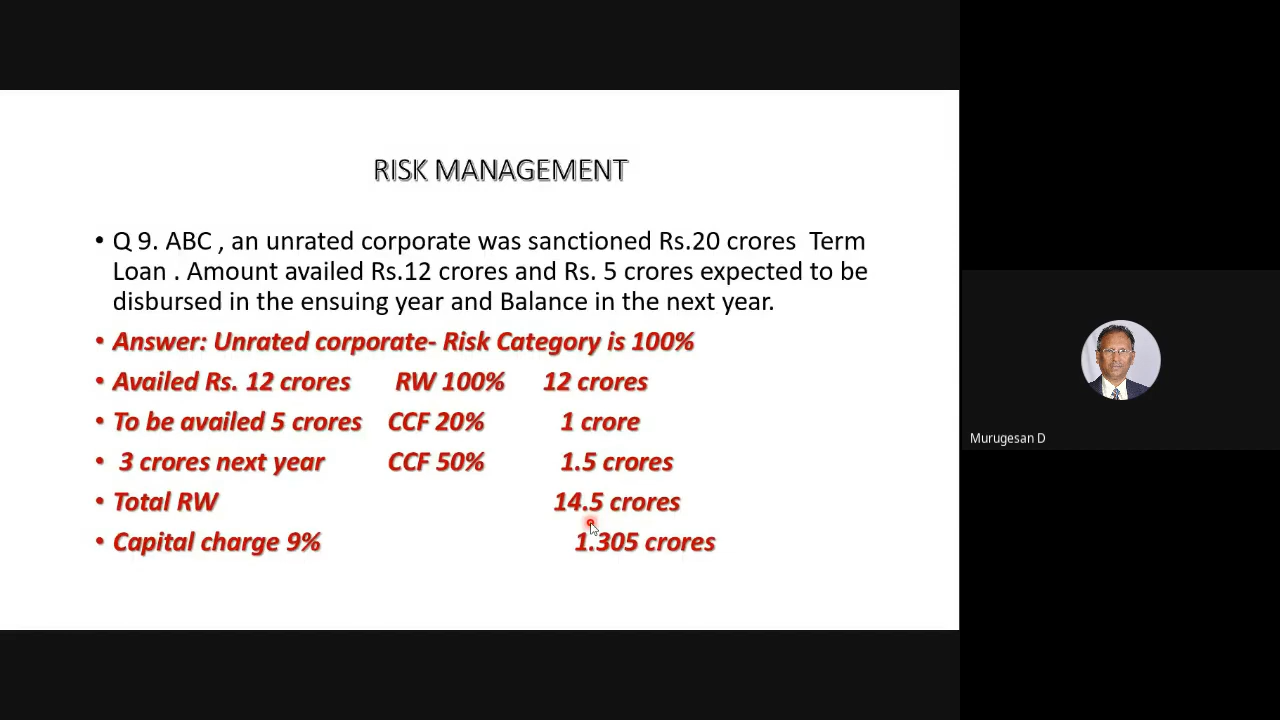 RISK MANAGEMENT
• Q 9. ABC , an unrated corporate was sanctioned Rs.20 crores Term
Loan . Amount availed Rs.12 crores and Rs. 5 crores expected to be
disbursed in the ensuing year and Balance in the next year.
• Answer: Unrated corporate- Risk Category is 100%
• Availed Rs. 12 crores RW 100% 12 crores
• To be availed 5 crores CCF 20% 1 crore
• 3 crores next year CCF 50% 1.5 crores
• Total RW 14.5 crores
• Capital charge 9% 1.305 crores
Murugesan D